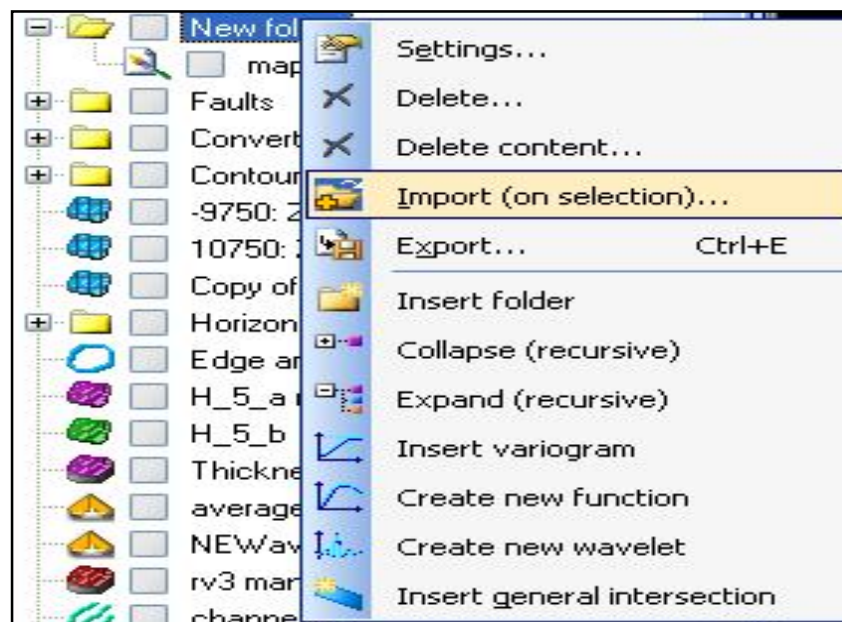 New fol
map
Faults
Convert
Contour
-9750: Z
10750:
Copy of
Horizon
Edge ar
H_5_a
H_5_b
Thickne
average
NEWav
rv3 mar
channe
Settings...
Delete...
Delete content...
Import (on selection)...
Export... Ctrl+E
Insert folder
Collapse (recursive)
Expand (recursive)
Insert variogram
Create new function
Create new wavelet
Insert general intersection